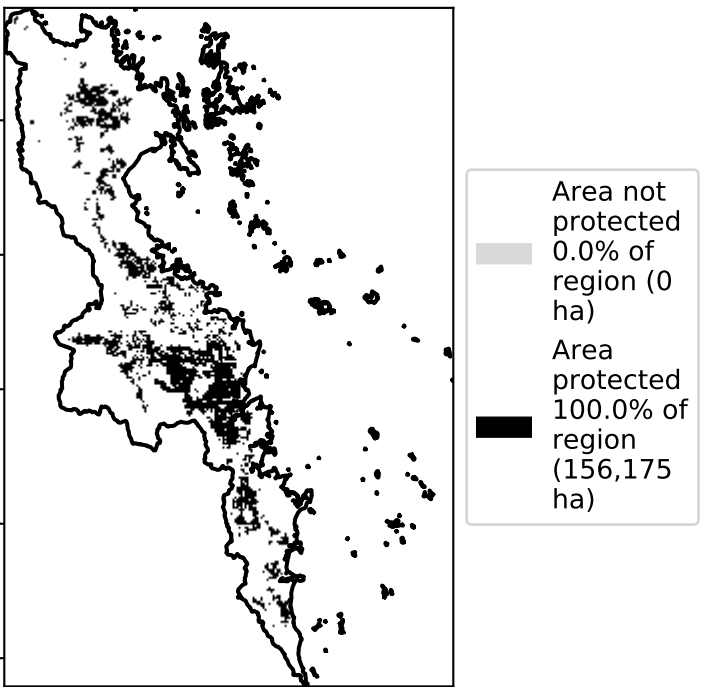 Area not
protected
0.0% of
region (0
ha)
Area
protected
100.0% of
region
(156,175
ha)